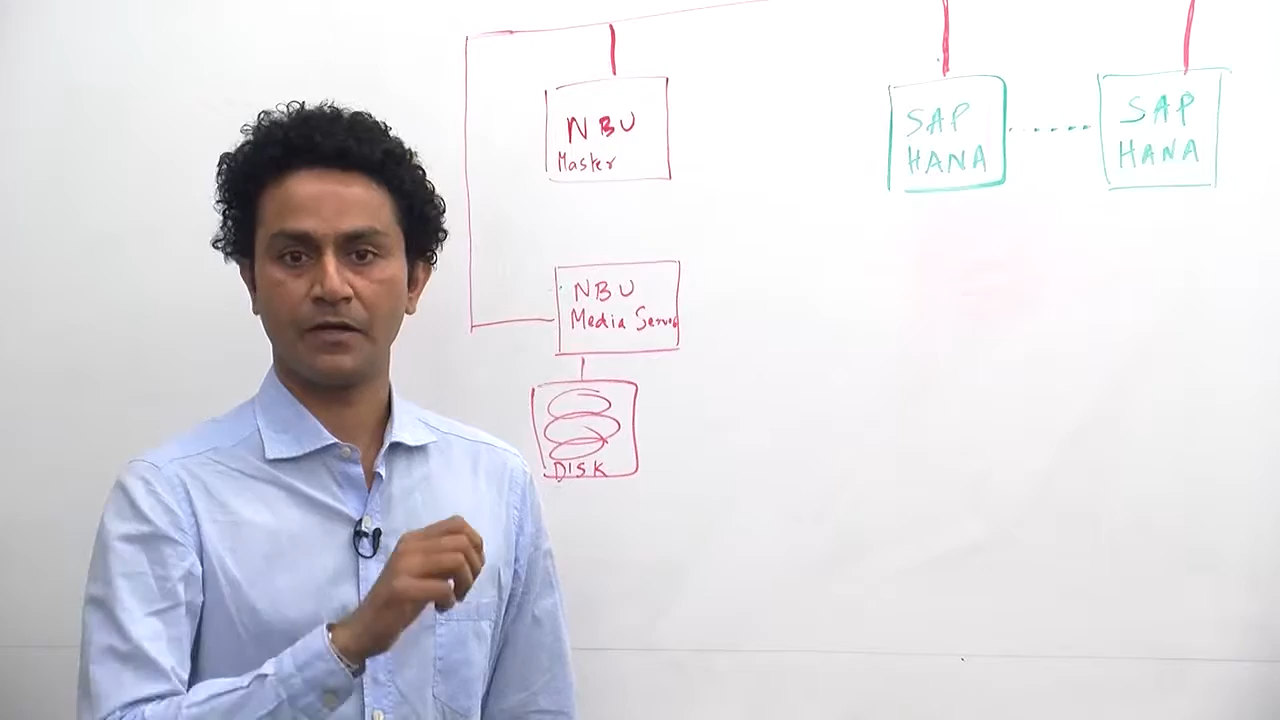 NBU
Master
SAP
HANA
SAP
HANA
NBU
Media Server
DISK